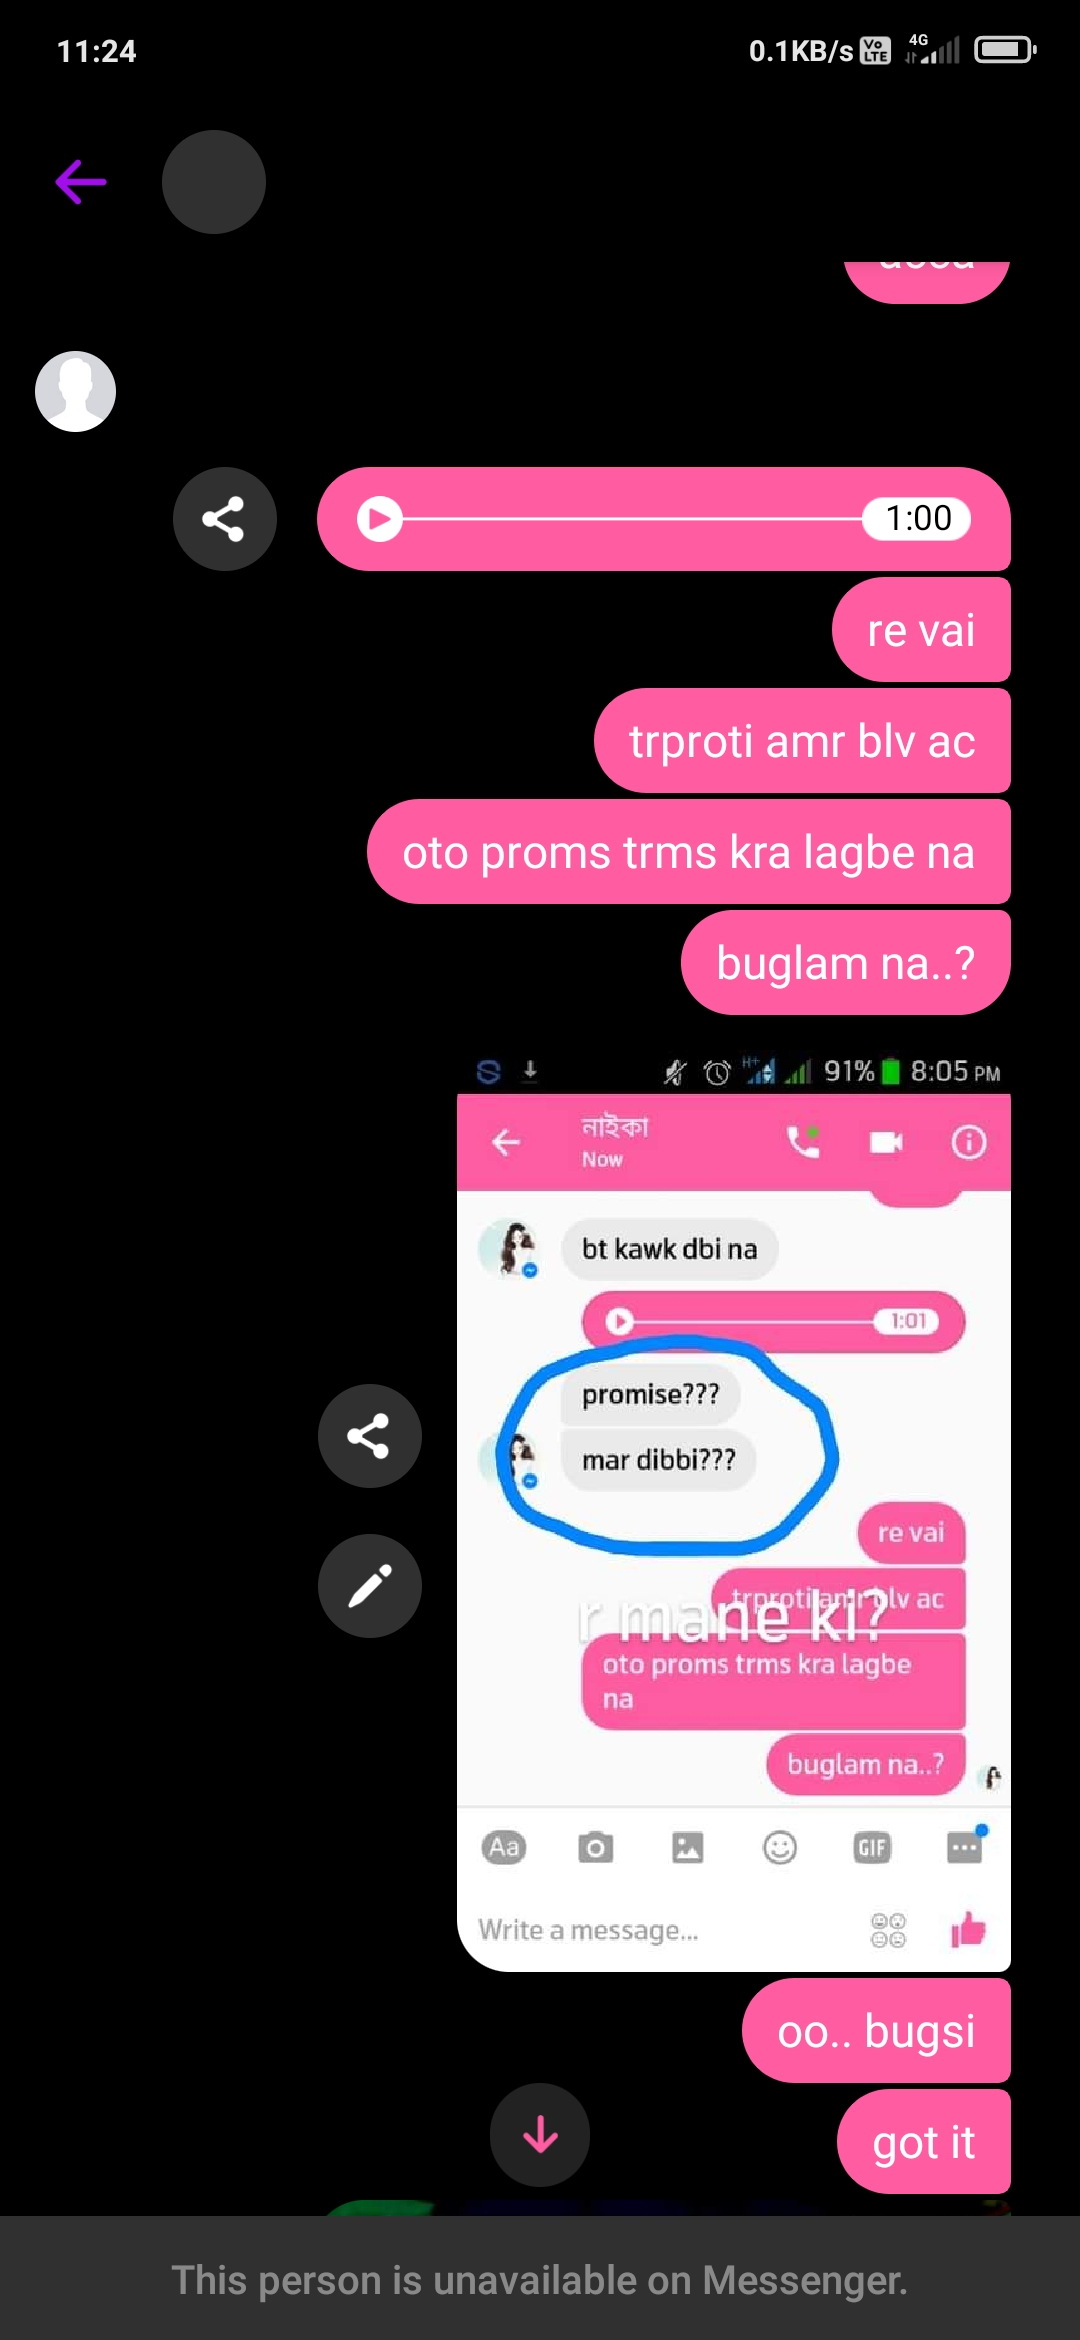 11:24
0.1KB/s Vo LTE 4G
1:00
re vai
trproti amr blv ac
oto proms trms kra lagbe na
buglam na..?
H+ 91% 8:05 PM
নাইকা
Now
bt kawk dbi na
1:01
promise???
mar dibbi???
re vai
trproti amr blv ac
r mane ki?
oto proms trms kra lagbe
na
buglam na..?
Aa GIF
Write a message...
oo.. bugsi
got it
This person is unavailable on Messenger.